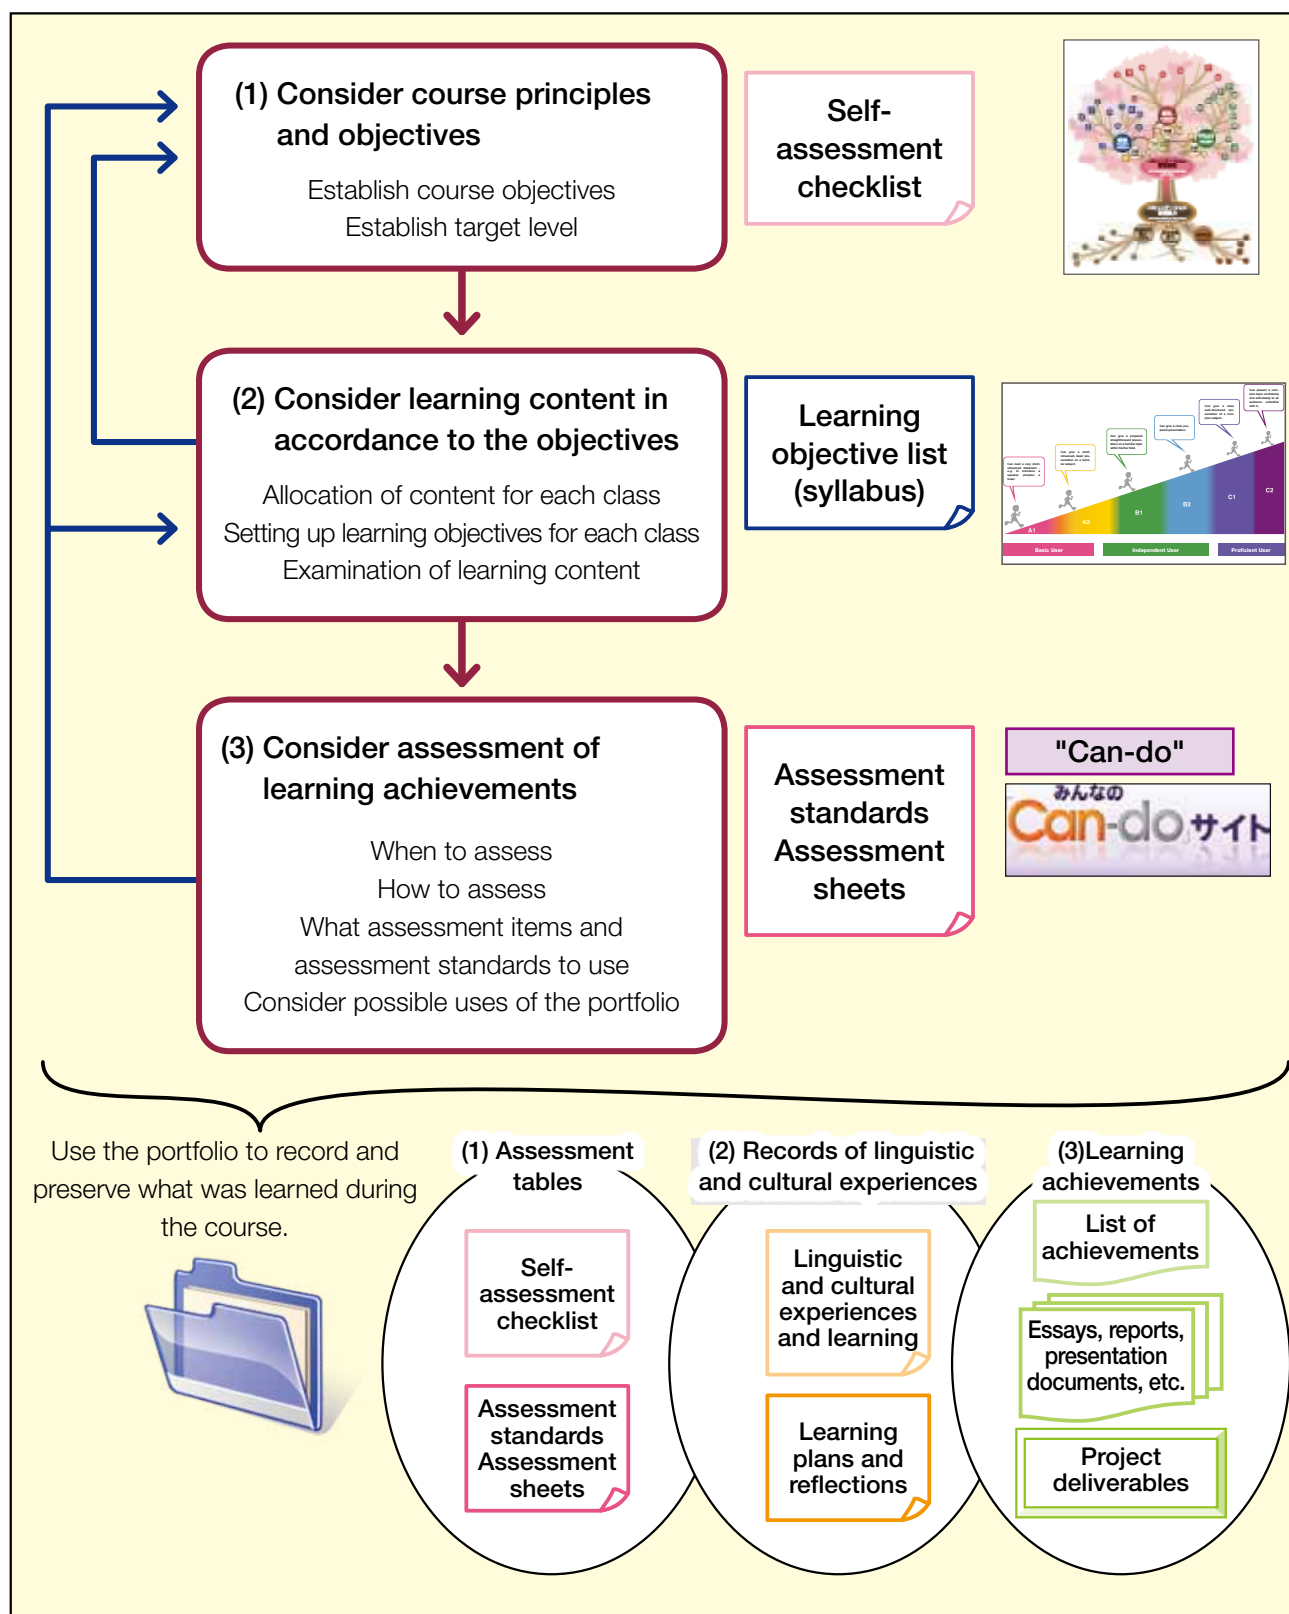 (1) Consider course principles
and objectives
Establish course objectives
Establish target level
Self-
assessment
checklist
(2) Consider learning content in
accordance to the objectives
Allocation of content for each class
Setting up learning objectives for each class
Examination of learning content
Learning
objective list
(syllabus)
A1
A2
B1
B2
C1
C2
Basic User
Independent User
Proficient User
(3) Consider assessment of
learning achievements
When to assess
How to assess
What assessment items and
assessment standards to use
Consider possible uses of the portfolio
Assessment
standards
Assessment
sheets
"Can-do"
みんなの
Can-do サイト
Use the portfolio to record and
preserve what was learned during
the course.
(1) Assessment
tables
Self-
assessment
checklist
Assessment
standards
Assessment
sheets
(2) Records of linguistic
and cultural experiences
Linguistic
and cultural
experiences
and learning
Learning
plans and
reflections
(3)Learning
achievements
List of
achievements
Essays, reports,
presentation
documents, etc.
Project
deliverables